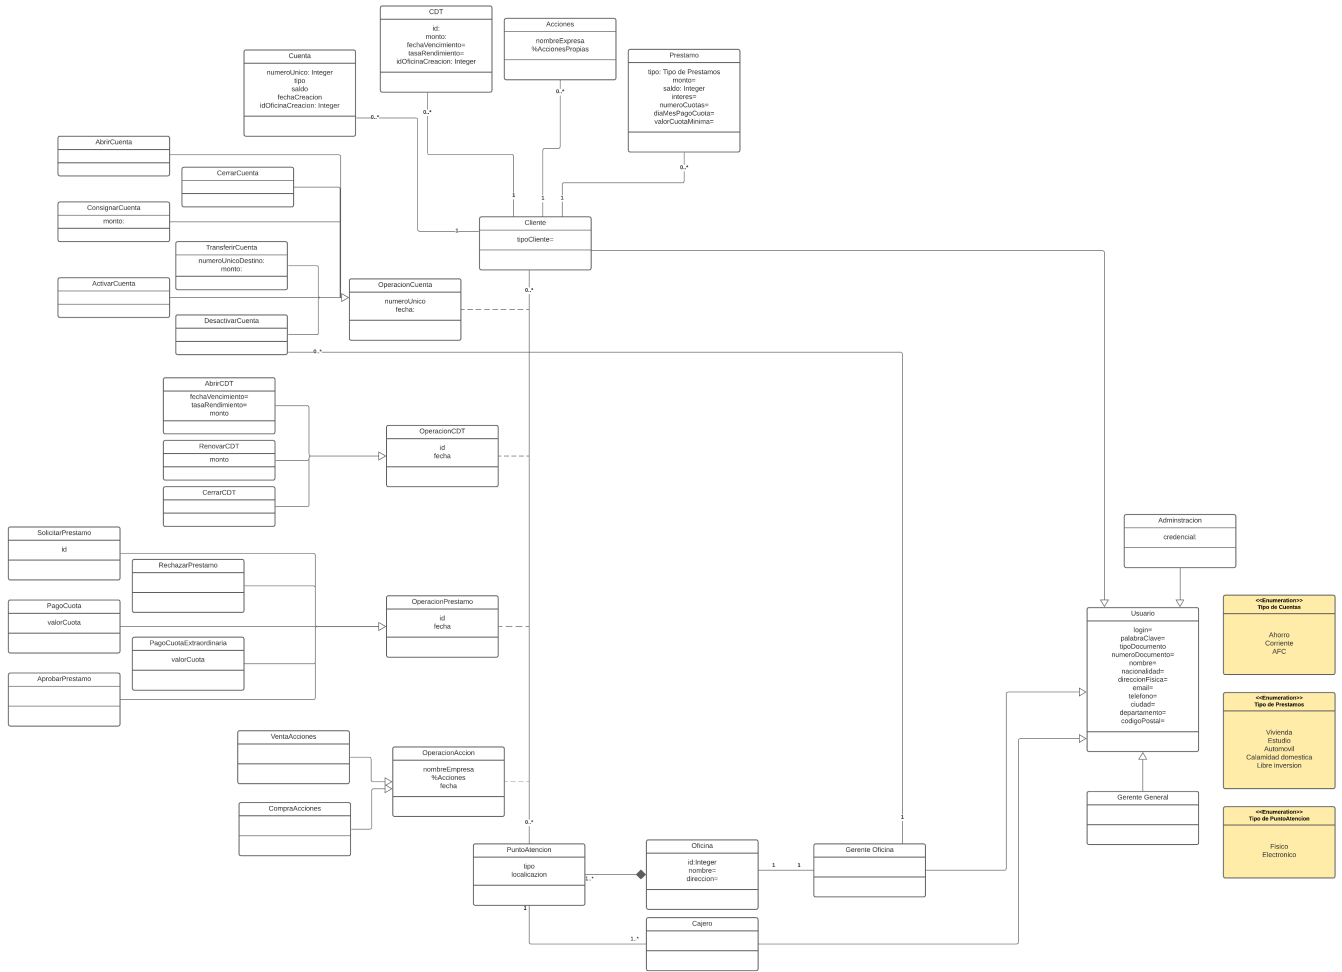 CDT
id:
monto:
fechaVencimiento=
tasaRendimiento=
idOficinaCreacion: Integer
0..*
1
Acciones
nombreExpresa
%AccionesPropias
0..*
1
Cuenta
numeroUnico: Integer
tipo
saldo
fechaCreacion
idOficinaCreacion: Integer
0..*
1
Prestamo
tipo: Tipo de Prestamos
monto=
saldo: Integer
interes=
numeroCuotas=
diaMesPagoCuota=
valorCuotaMinima=
0..*
1
AbrirCuenta
CerrarCuenta
ConsignarCuenta
monto:
Cliente
tipoCliente=
0..*
TransferirCuenta
numeroUnicoDestino:
monto:
ActivarCuenta
OperacionCuenta
numeroUnico
fecha:
DesactivarCuenta
0..*
AbrirCDT
fechaVencimiento=
tasaRendimiento=
monto
RenovarCDT
monto
CerrarCDT
OperacionCDT
id
fecha
SolicitarPrestamo
id
RechazarPrestamo
PagoCuota
valorCuota
PagoCuotaExtraordinaria
valorCuota
AprobarPrestamo
OperacionPrestamo
id
fecha
Adminstracion
credencial:
Usuario
login=
palabraClave=
tipoDocumento
numeroDocumento=
nombre=
nacionalidad=
direccionFisica=
email=
telefono=
ciudad=
departamento=
codigoPostal=
<<Enumeration>>
Tipo de Cuentas
Ahorro
Corriente
AFC
<<Enumeration>>
Tipo de Prestamos
Vivienda
Estudio
Automovil
Calamidad domestica
Libre inversion
<<Enumeration>>
Tipo de PuntoAtencion
Fisico
Electronico
Gerente General
VentaAcciones
CompraAcciones
OperacionAccion
nombreEmpresa
%Acciones
fecha
0..*
1
PuntoAtencion
tipo
localicazion
1..*
1
Oficina
id:Integer
nombre=
direccion=
1
1
Gerente Oficina
Cajero
1..*